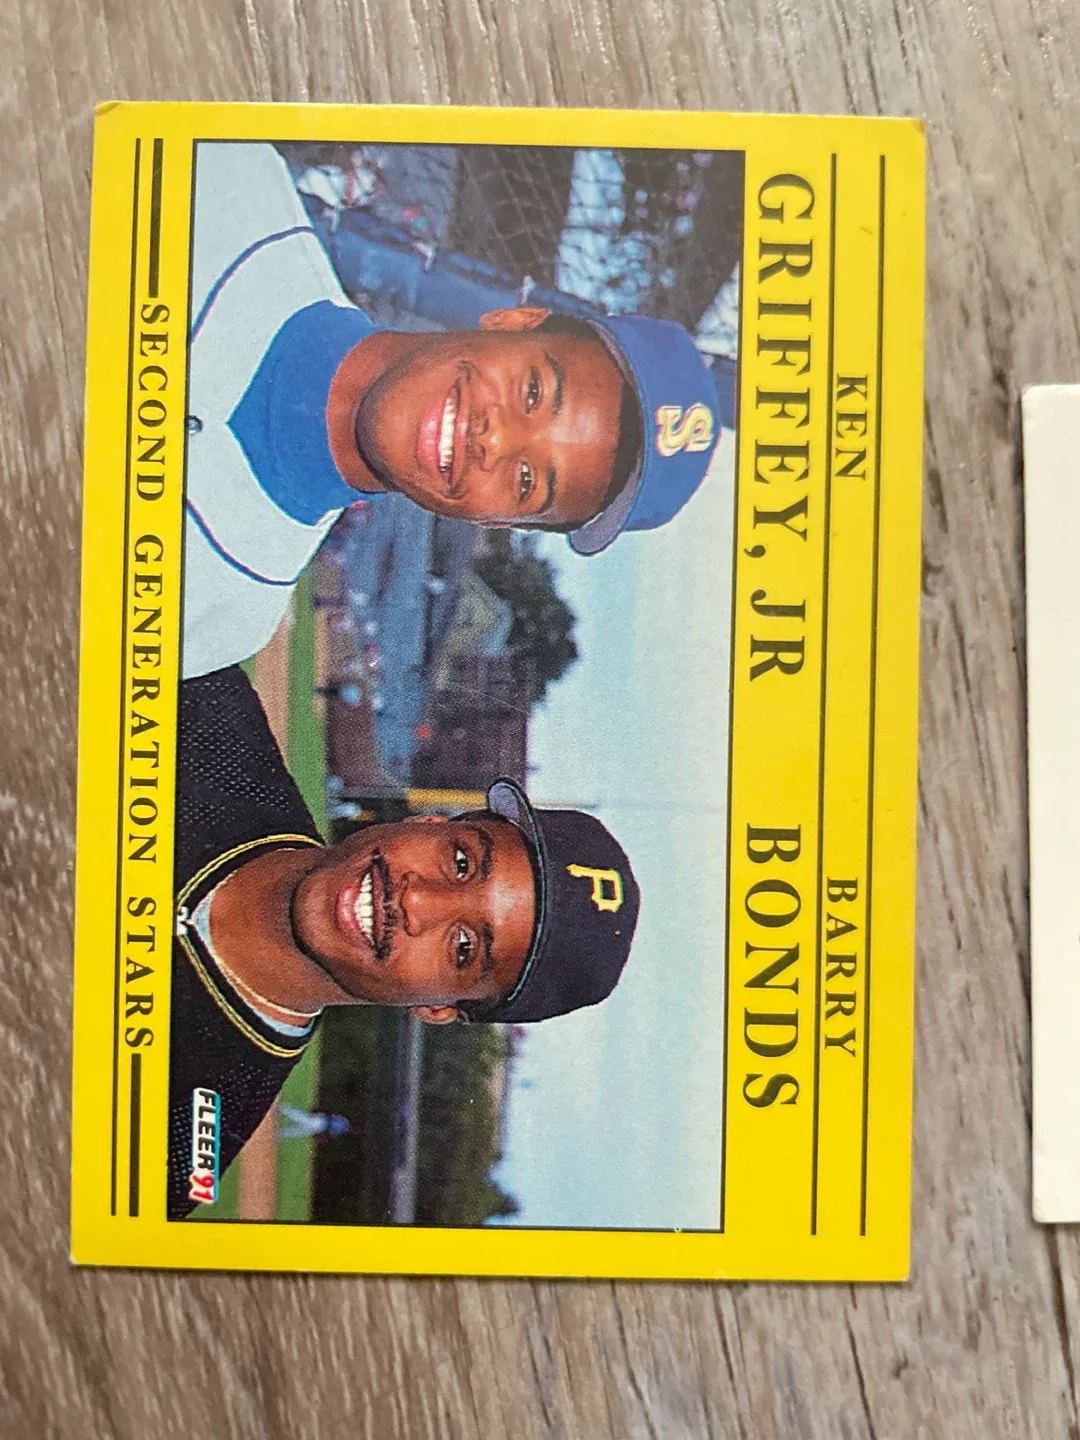 KEN BARRY
GRIFFEY, JR BONDS
S
P
FLEER '91
SECOND GENERATION STARS